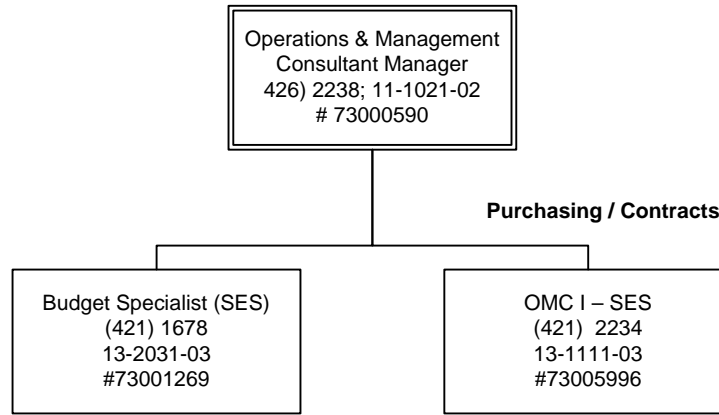 Operations & Management
Consultant Manager
426) 2238; 11-1021-02
# 73000590
Purchasing / Contracts
Budget Specialist (SES)
(421) 1678
13-2031-03
#73001269
OMC I – SES
(421)  2234
13-1111-03
#73005996